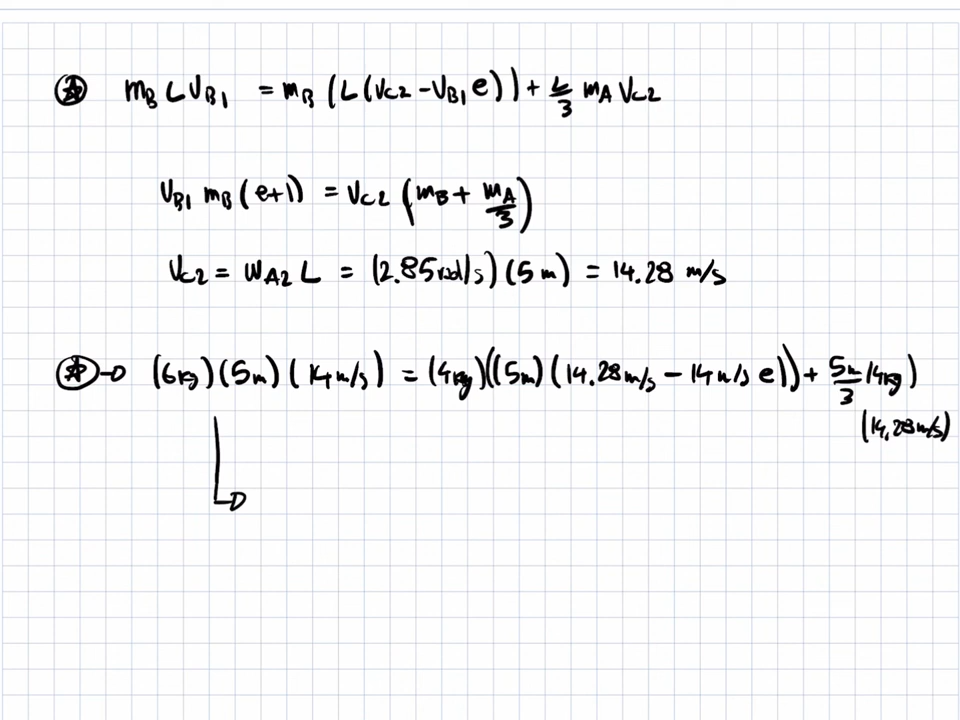 ⊛ m_B L v_B1 = m_B (L (v_C2 - v_B1 e)) + L/3 m_A v_C2
v_B1 m_B (e+1) = v_C2 (m_B + m_A/3)
v_C2 = ω_A2 L = (2.85 rad/s) (5 m) = 14.28 m/s
⊛ → (6 kg) (5 m) (14 m/s) = (4 kg) ((5 m) (14.28 m/s - 14 m/s e)) + 5m/3 (4 kg)
(14.28 m/s)